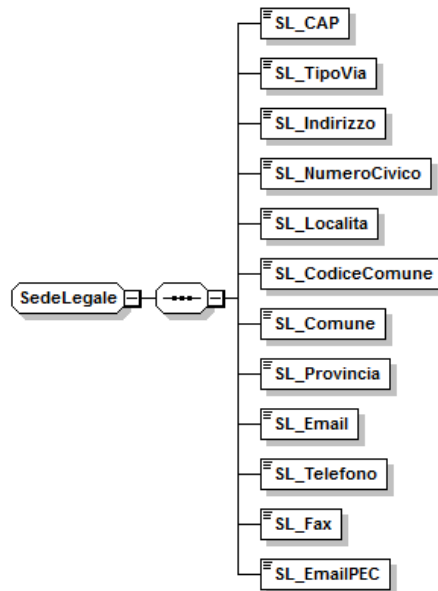 SL_CAP
SL_TipoVia
SL_Indirizzo
SL_NumeroCivico
SL_Localita
SedeLegale
SL_CodiceComune
SL_Comune
SL_Provincia
SL_Email
SL_Telefono
SL_Fax
SL_EmailPEC